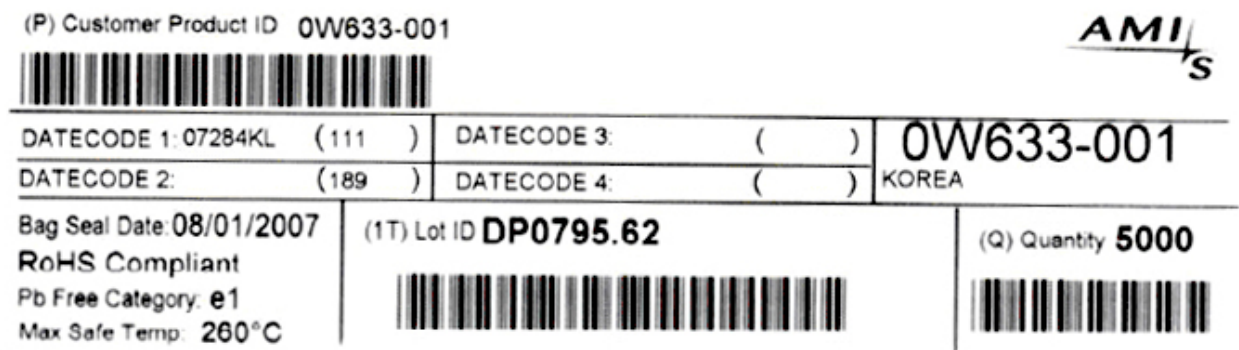 (P) Customer Product ID 0W633-001
AMI S
DATECODE 1: 07284KL (111 )
DATECODE 3: ( )
0W633-001
DATECODE 2: (189 )
DATECODE 4: ( )
KOREA
Bag Seal Date: 08/01/2007
RoHS Compliant
Pb Free Category: e1
Max Safe Temp: 260°C
(1T) Lot ID DP0795.62
(Q) Quantity 5000